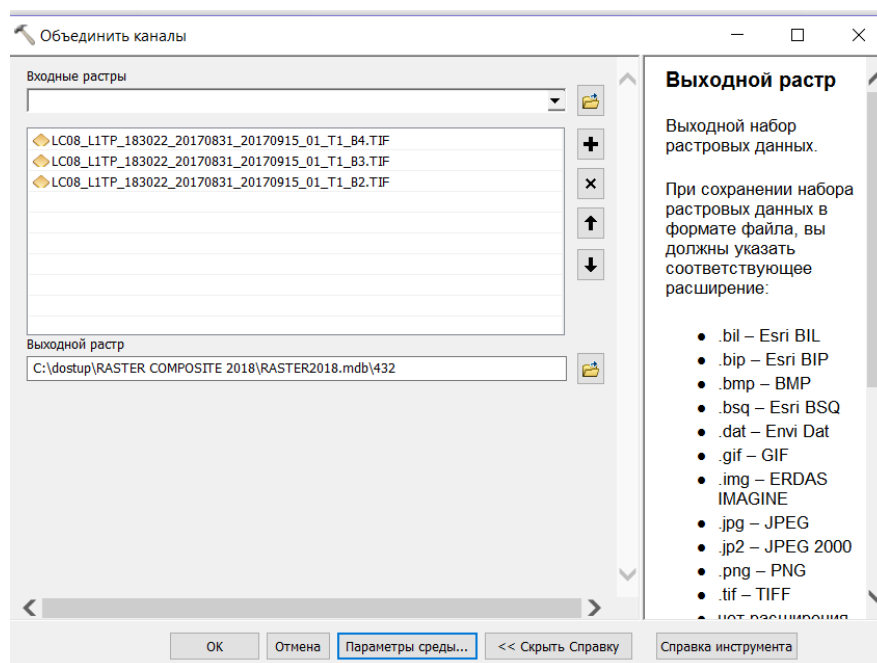 Объединить каналы
Входные растры
LC08_L1TP_183022_20170831_20170915_01_T1_B4.TIF
LC08_L1TP_183022_20170831_20170915_01_T1_B3.TIF
LC08_L1TP_183022_20170831_20170915_01_T1_B2.TIF
Выходной растр
C:\dostup\RASTER COMPOSITE 2018\RASTER2018.mdb\432
Выходной растр
Выходной набор
растровых данных.
При сохранении набора
растровых данных в
формате файла, вы
должны указать
соответствующее
расширение:
● .bil – Esri BIL
● .bip – Esri BIP
● .bmp – BMP
● .bsq – Esri BSQ
● .dat – Envi Dat
● .gif – GIF
● .img – ERDAS
IMAGINE
● .jpg – JPEG
● .jp2 – JPEG 2000
● .png – PNG
● .tif – TIFF
● нет расширения
ОК
Отмена
Параметры среды...
<< Скрыть Справку
Справка инструмента